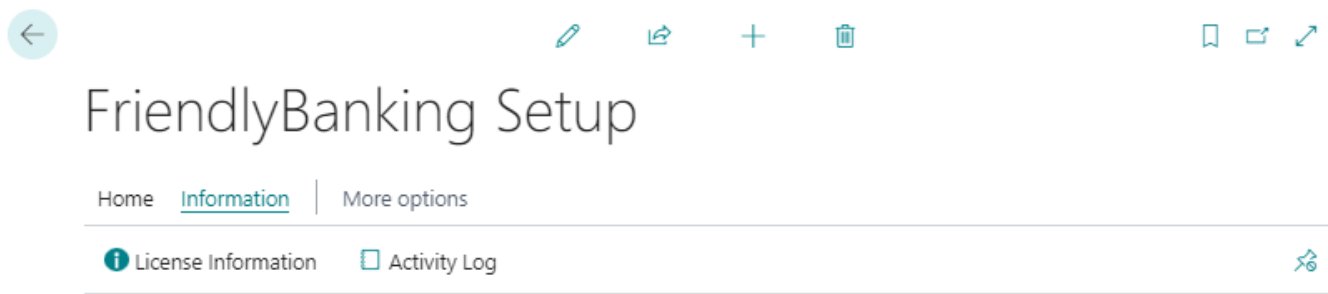 FriendlyBanking Setup
Home Information More options
License Information Activity Log